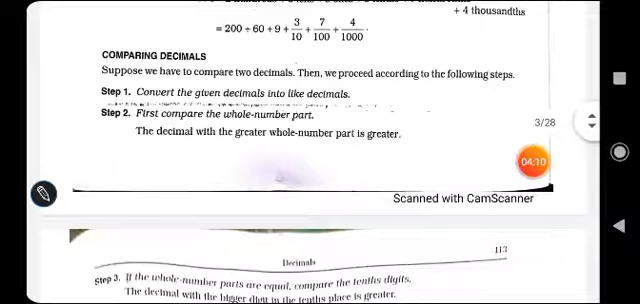 + 4 thousandths
= 200 + 60 + 9 + 3/10 + 7/100 + 4/1000.
COMPARING DECIMALS
Suppose we have to compare two decimals. Then, we proceed according to the following steps.
Step 1. Convert the given decimals into like decimals.
Step 2. First compare the whole-number part.
The decimal with the greater whole-number part is greater.
3/28
04:10
Scanned with CamScanner
113
Decimals
Step 3. If the whole-number parts are equal, compare the tenths digits.
The decimal with the bigger digit in the tenths place is greater.